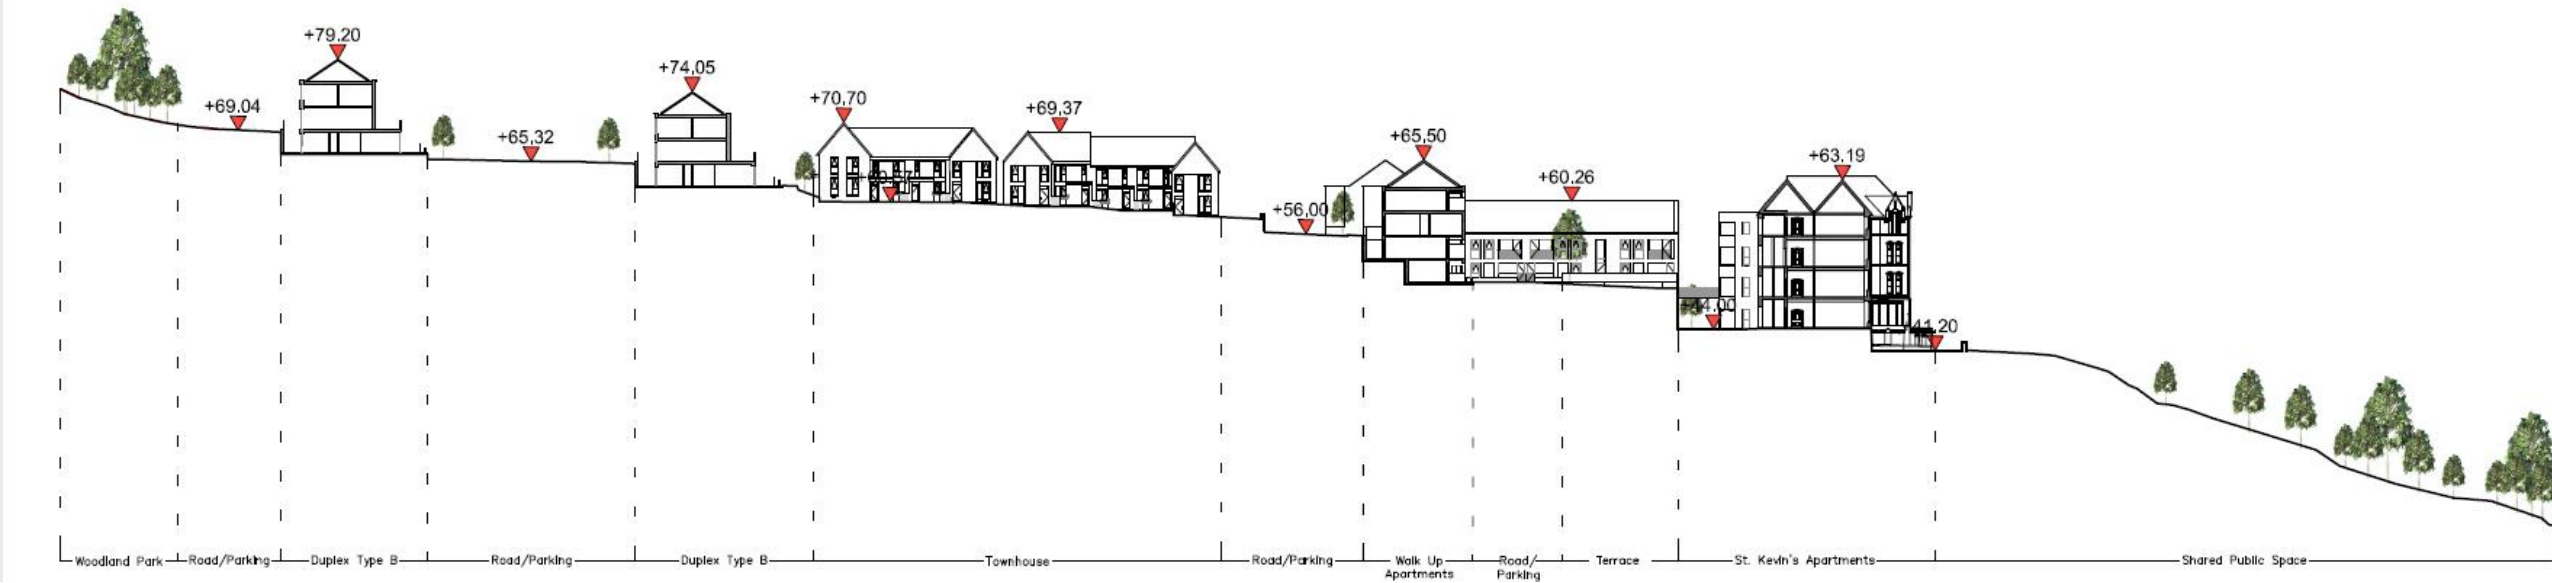 +79.20
+74,05
+70,70
+69.04
+69,37
+65,32
+65,50
+63.19
+60.26
+56,00
+44.00
41.20
Woodland Park
Road/Parking
Duplex Type B
Road/Parking
Duplex Type B
Townhouse
Road/Parking
Walk Up
Apartments
Road/
Parking
Terrace
St. Kevin's Apartments
Shared Public Space